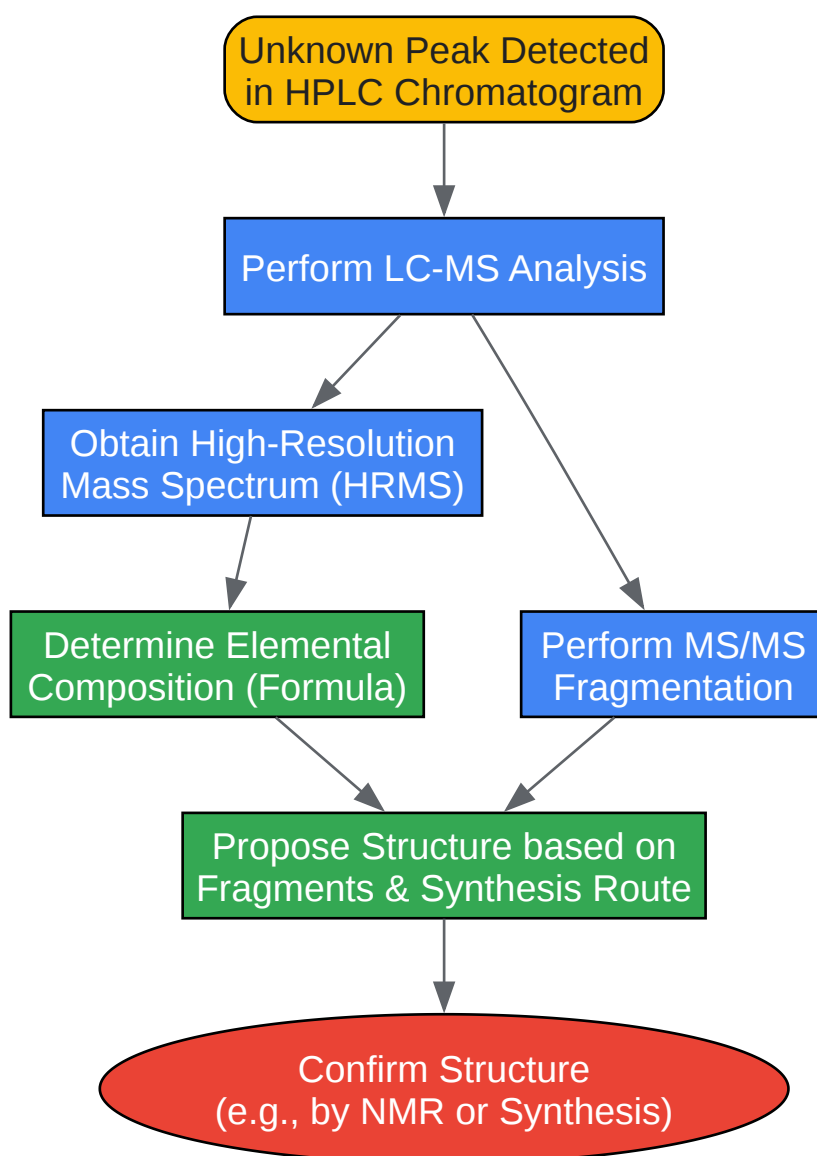 Unknown Peak Detected
in HPLC Chromatogram
Perform LC-MS Analysis
Obtain High-Resolution
Mass Spectrum (HRMS)
Determine Elemental
Composition (Formula)
Perform MS/MS
Fragmentation
Propose Structure based on
Fragments & Synthesis Route
Confirm Structure
(e.g., by NMR or Synthesis)